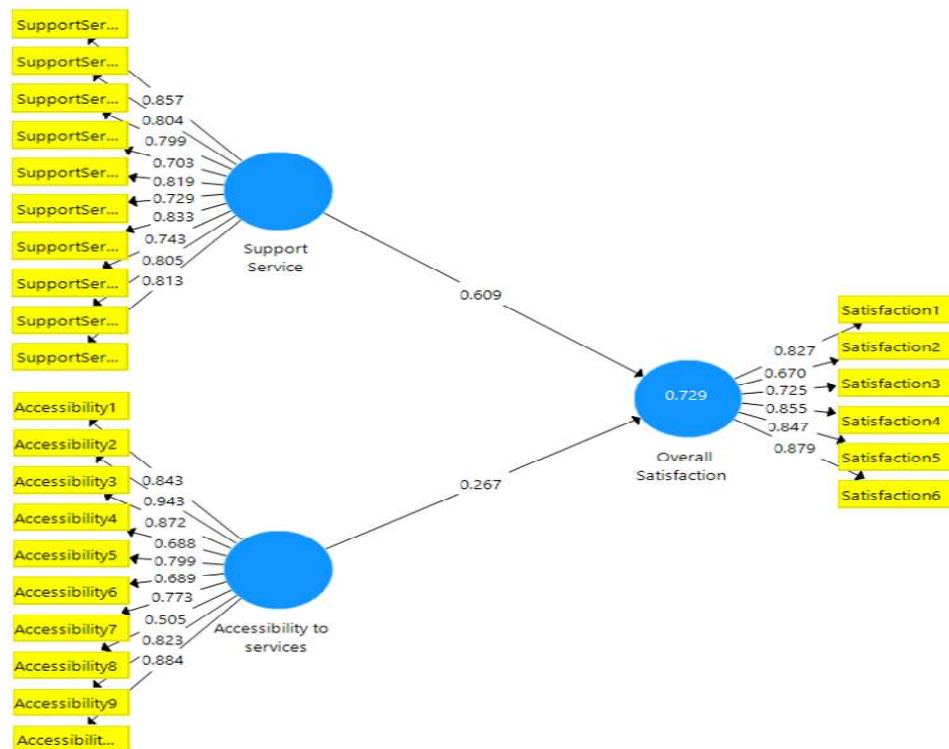 SupportSer...
SupportSer...
SupportSer...
SupportSer...
SupportSer...
SupportSer...
SupportSer...
SupportSer...
SupportSer...
SupportSer...
0.857
0.804
0.799
0.703
0.819
0.729
0.833
0.743
0.805
0.813
Support
Service
0.609
Accessibility1
Accessibility2
Accessibility3
Accessibility4
Accessibility5
Accessibility6
Accessibility7
Accessibility8
Accessibility9
Accessibilit...
0.843
0.943
0.872
0.688
0.799
0.689
0.773
0.505
0.823
0.884
Accessibility to
services
0.267
0.729
Overall
Satisfaction
0.827
0.670
0.725
0.855
0.847
0.879
Satisfaction1
Satisfaction2
Satisfaction3
Satisfaction4
Satisfaction5
Satisfaction6